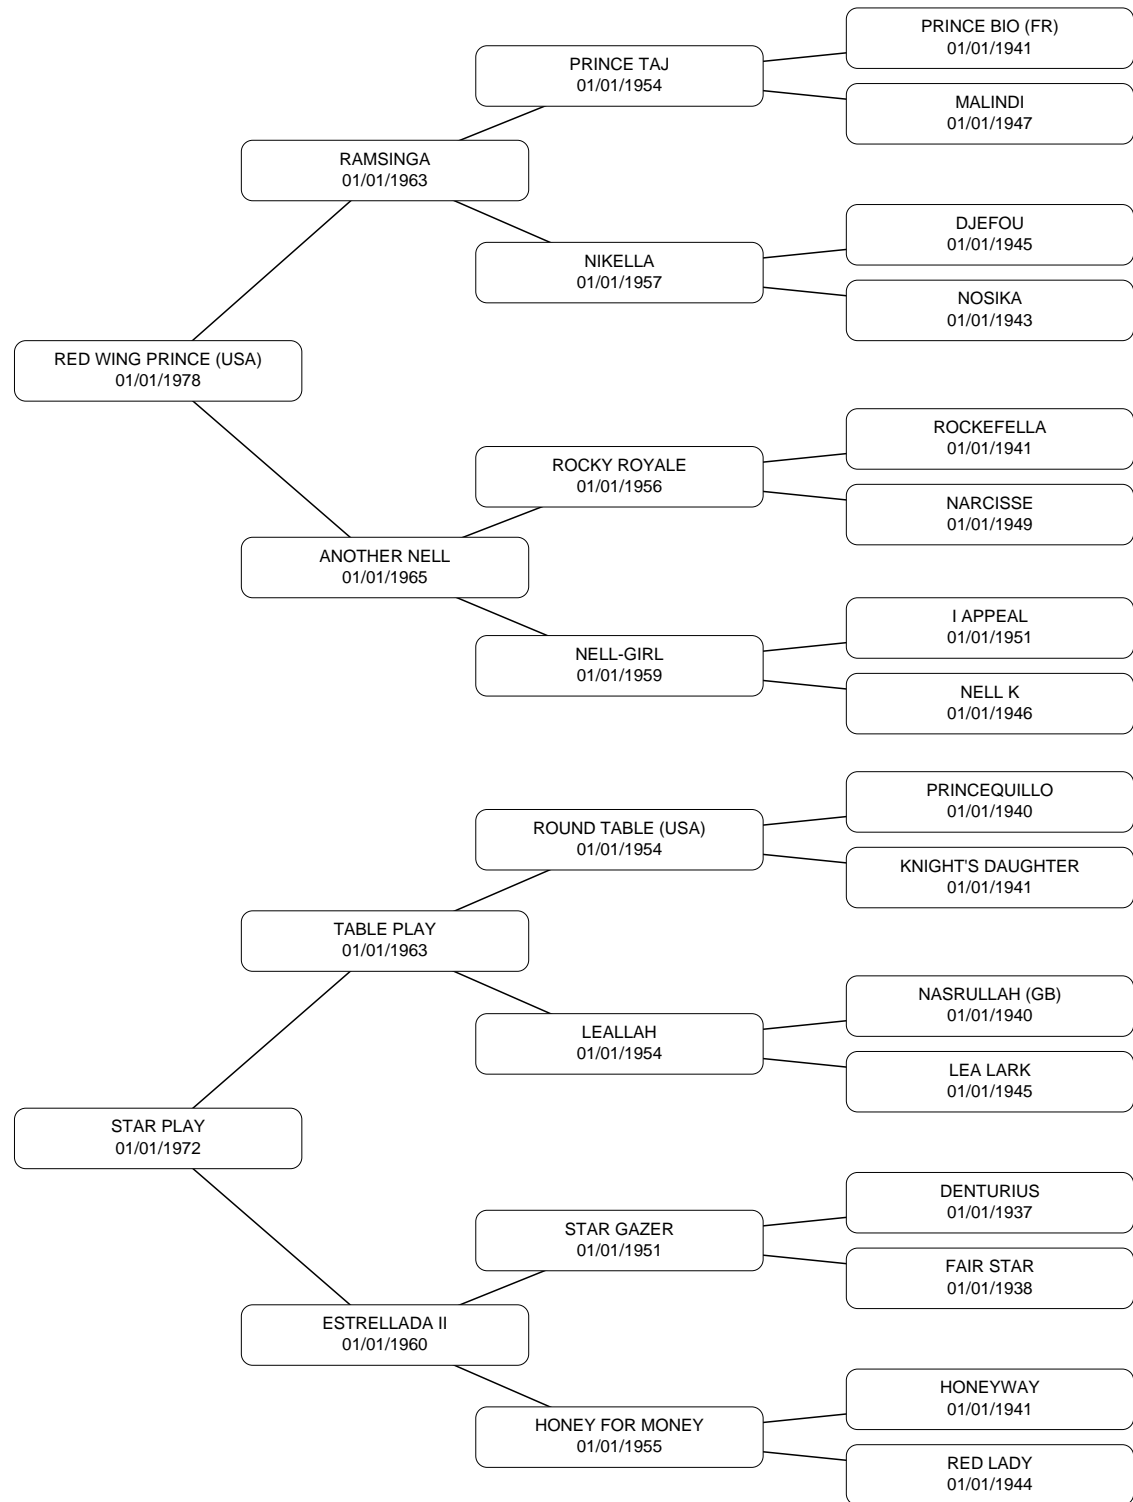 PRINCE BIO (FR)
01/01/1941
PRINCE TAJ
01/01/1954
MALINDI
01/01/1947
RAMSINGA
01/01/1963
DJEFOU
01/01/1945
NIKELLA
01/01/1957
NOSIKA
01/01/1943
RED WING PRINCE (USA)
01/01/1978
ROCKEFELLA
01/01/1941
ROCKY ROYALE
01/01/1956
NARCISSE
01/01/1949
ANOTHER NELL
01/01/1965
I APPEAL
01/01/1951
NELL-GIRL
01/01/1959
NELL K
01/01/1946
PRINCEQUILLO
01/01/1940
ROUND TABLE (USA)
01/01/1954
KNIGHT'S DAUGHTER
01/01/1941
TABLE PLAY
01/01/1963
NASRULLAH (GB)
01/01/1940
LEALLAH
01/01/1954
LEA LARK
01/01/1945
STAR PLAY
01/01/1972
DENTURIUS
01/01/1937
STAR GAZER
01/01/1951
FAIR STAR
01/01/1938
ESTRELLADA II
01/01/1960
HONEYWAY
01/01/1941
HONEY FOR MONEY
01/01/1955
RED LADY
01/01/1944